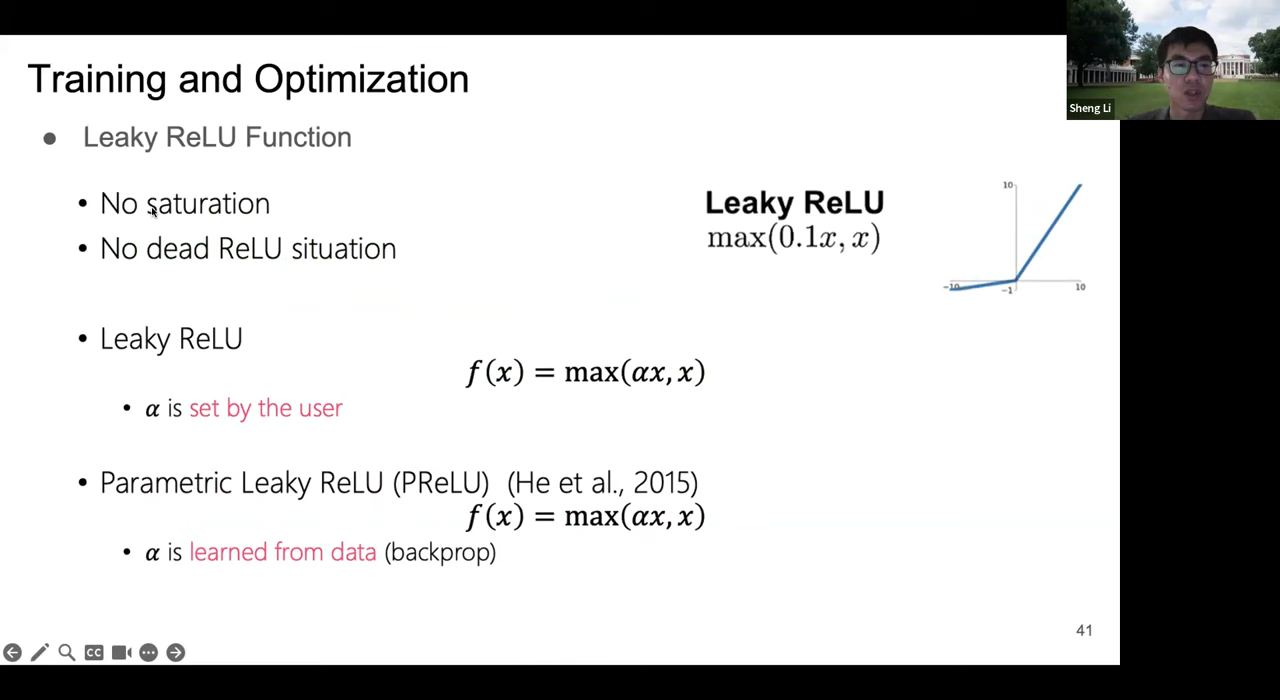 Training and Optimization
Sheng Li
● Leaky ReLU Function
• No saturation
• No dead ReLU situation
Leaky ReLU
max(0.1x, x)
10
-10
-1
10
• Leaky ReLU
f(x) = max(αx, x)
• α is set by the user
• Parametric Leaky ReLU (PReLU) (He et al., 2015)
f(x) = max(αx, x)
• α is learned from data (backprop)
41
CC